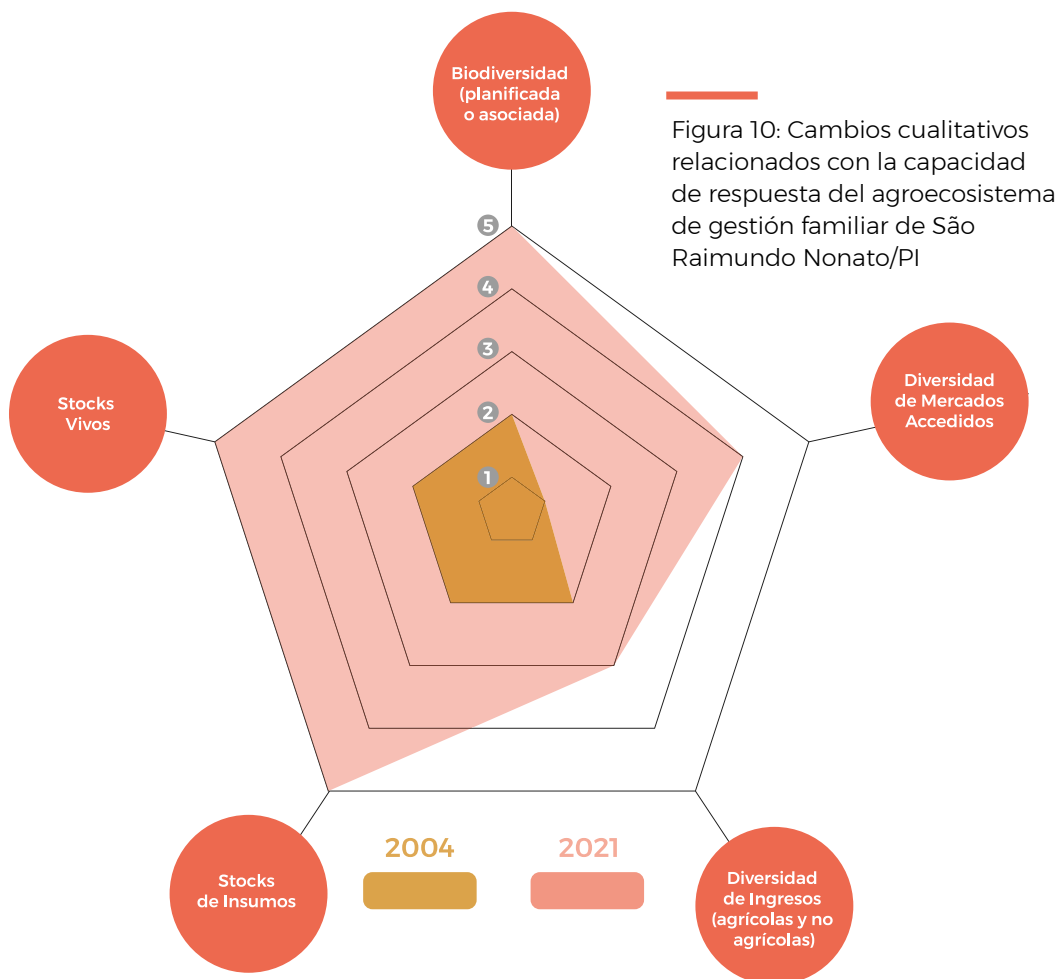 Biodiversidad
(planificada
o asociada)
Figura 10: Cambios cualitativos
relacionados con la capacidad
de respuesta del agroecosistema
de gestión familiar de São
Raimundo Nonato/PI
5
4
3
2
1
Stocks
Vivos
Diversidad
de Mercados
Accedidos
Stocks
de Insumos
2004
2021
Diversidad
de Ingresos
(agrícolas y no
agrícolas)